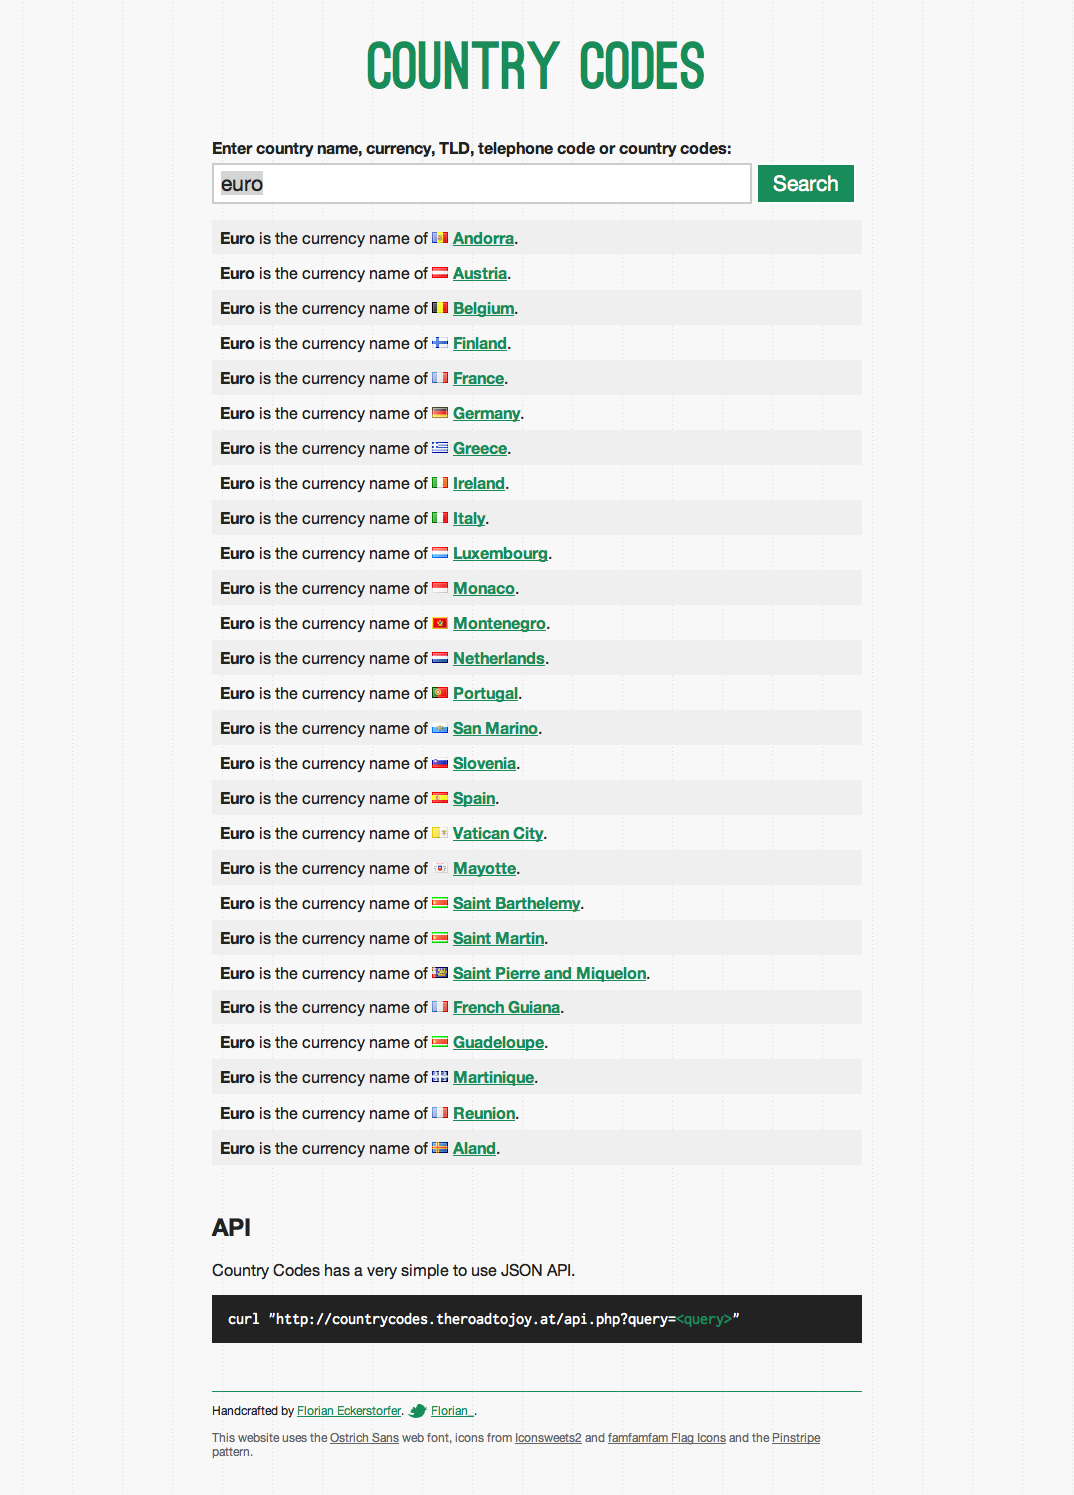 COUNTRY CODES
Enter country name, currency, TLD, telephone code or country codes:
euro Search
Euro is the currency name of Andorra.
Euro is the currency name of Austria.
Euro is the currency name of Belgium.
Euro is the currency name of Finland.
Euro is the currency name of France.
Euro is the currency name of Germany.
Euro is the currency name of Greece.
Euro is the currency name of Ireland.
Euro is the currency name of Italy.
Euro is the currency name of Luxembourg.
Euro is the currency name of Monaco.
Euro is the currency name of Montenegro.
Euro is the currency name of Netherlands.
Euro is the currency name of Portugal.
Euro is the currency name of San Marino.
Euro is the currency name of Slovenia.
Euro is the currency name of Spain.
Euro is the currency name of Vatican City.
Euro is the currency name of Mayotte.
Euro is the currency name of Saint Barthelemy.
Euro is the currency name of Saint Martin.
Euro is the currency name of Saint Pierre and Miquelon.
Euro is the currency name of French Guiana.
Euro is the currency name of Guadeloupe.
Euro is the currency name of Martinique.
Euro is the currency name of Reunion.
Euro is the currency name of Aland.
API
Country Codes has a very simple to use JSON API.
curl "http://countrycodes.theroadtojoy.at/api.php?query=<query>"
Handcrafted by Florian Eckerstorfer. Florian_.
This website uses the Ostrich Sans web font, icons from Iconsweets2 and famfamfam Flag Icons and the Pinstripe
pattern.